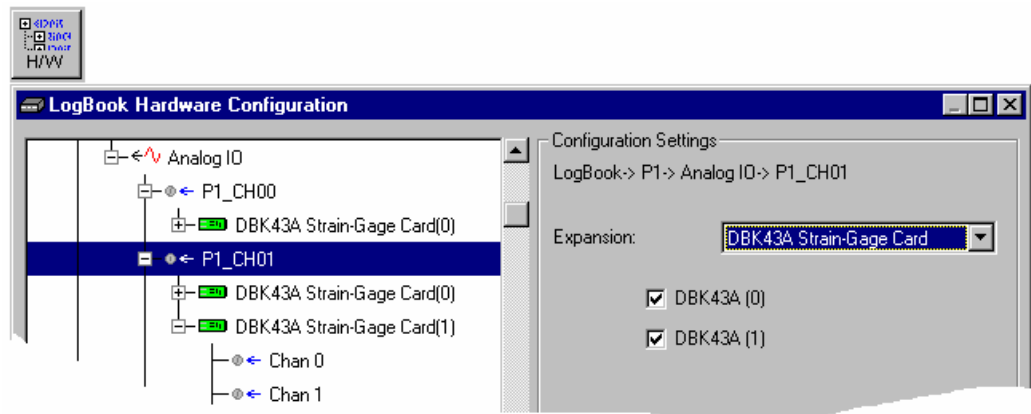 H/W
LogBook Hardware Configuration
Analog IO
P1_CH00
DBK43A Strain-Gage Card(0)
P1_CH01
DBK43A Strain-Gage Card(0)
DBK43A Strain-Gage Card(1)
Chan 0
Chan 1
Configuration Settings
LogBook-> P1-> Analog IO-> P1_CH01
Expansion:
DBK43A Strain-Gage Card
DBK43A (0)
DBK43A (1)